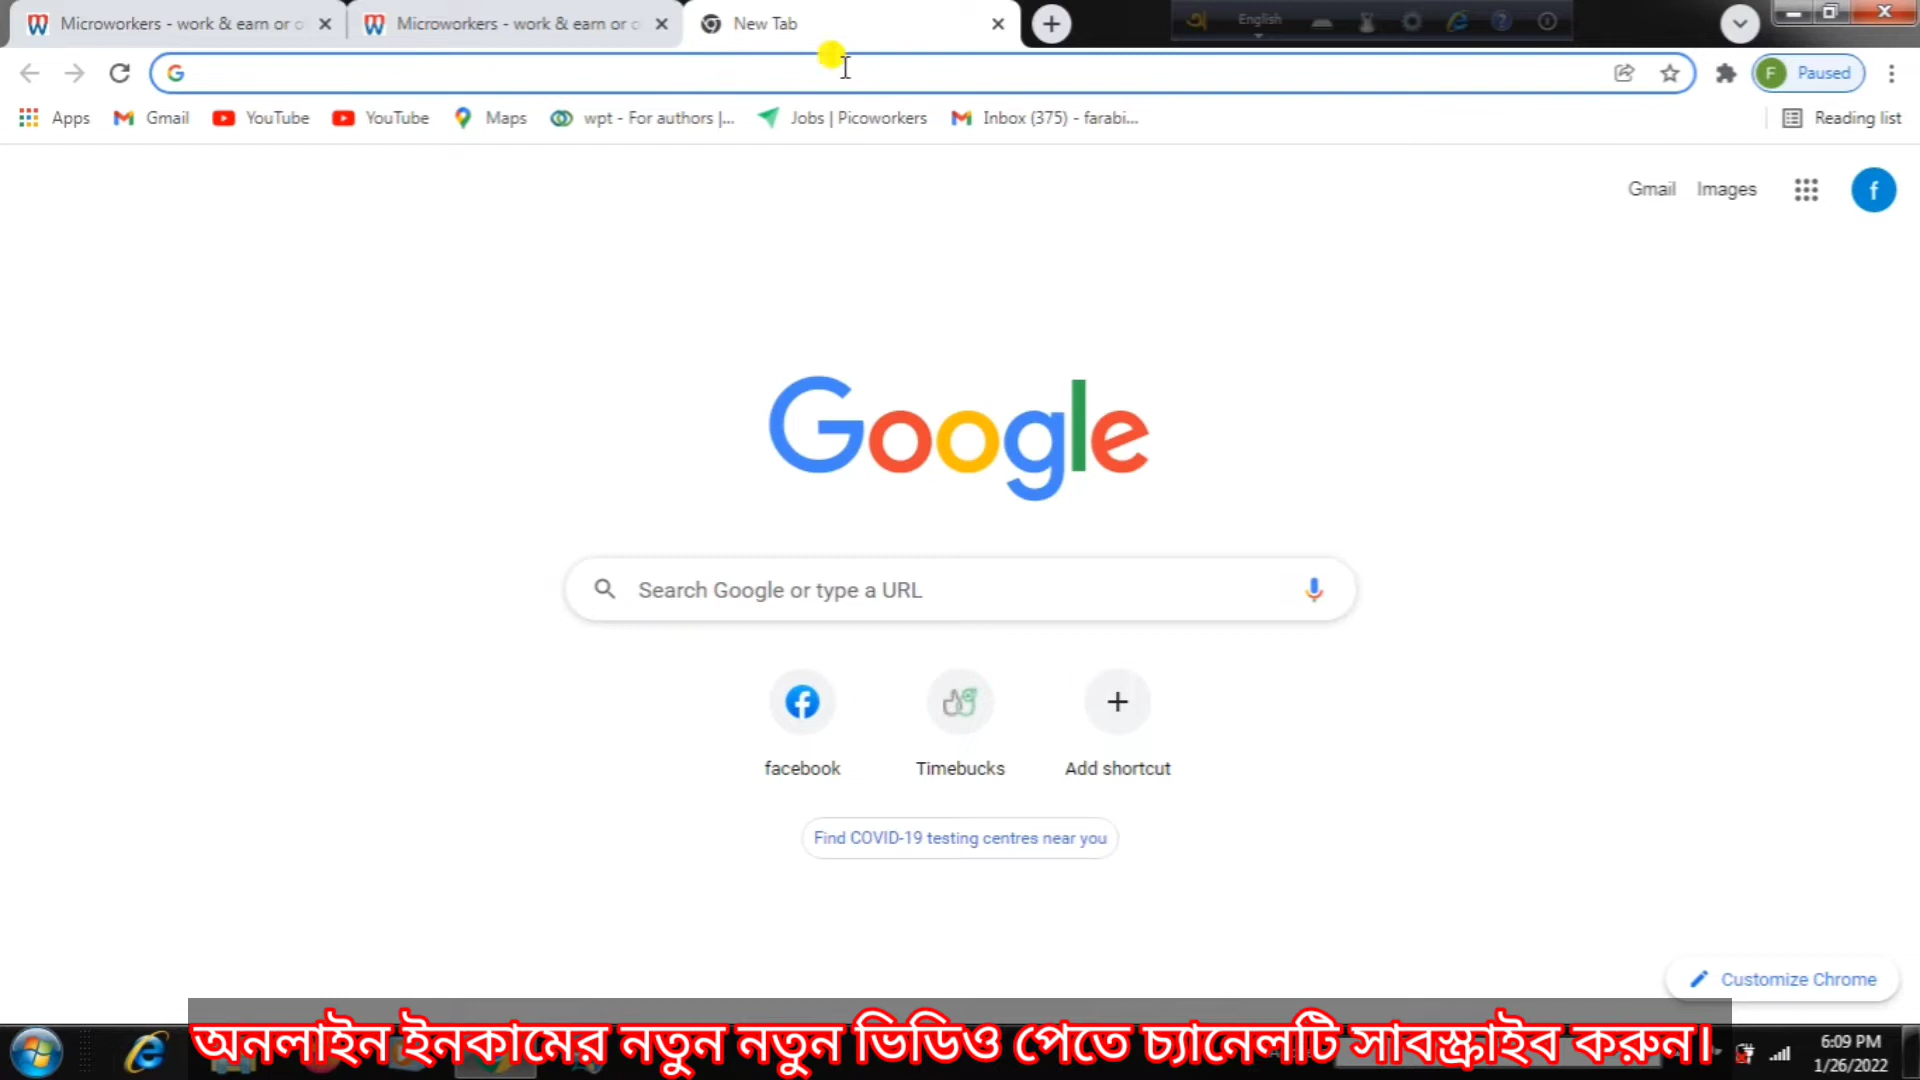 Microworkers - work & earn or o
Microworkers - work & earn or o
New Tab
English
Paused
F
Apps
Gmail
YouTube
YouTube
Maps
wpt - For authors |...
Jobs | Picoworkers
Inbox (375) - farabi...
Reading list
Gmail
Images
f
Google
Search Google or type a URL
facebook
Timebucks
Add shortcut
Find COVID-19 testing centres near you
Customize Chrome
অনলাইন ইনকামের নতুন নতুন ভিডিও পেতে চ্যানেলটি সাবস্ক্রাইব করুন।
6:09 PM
1/26/2022